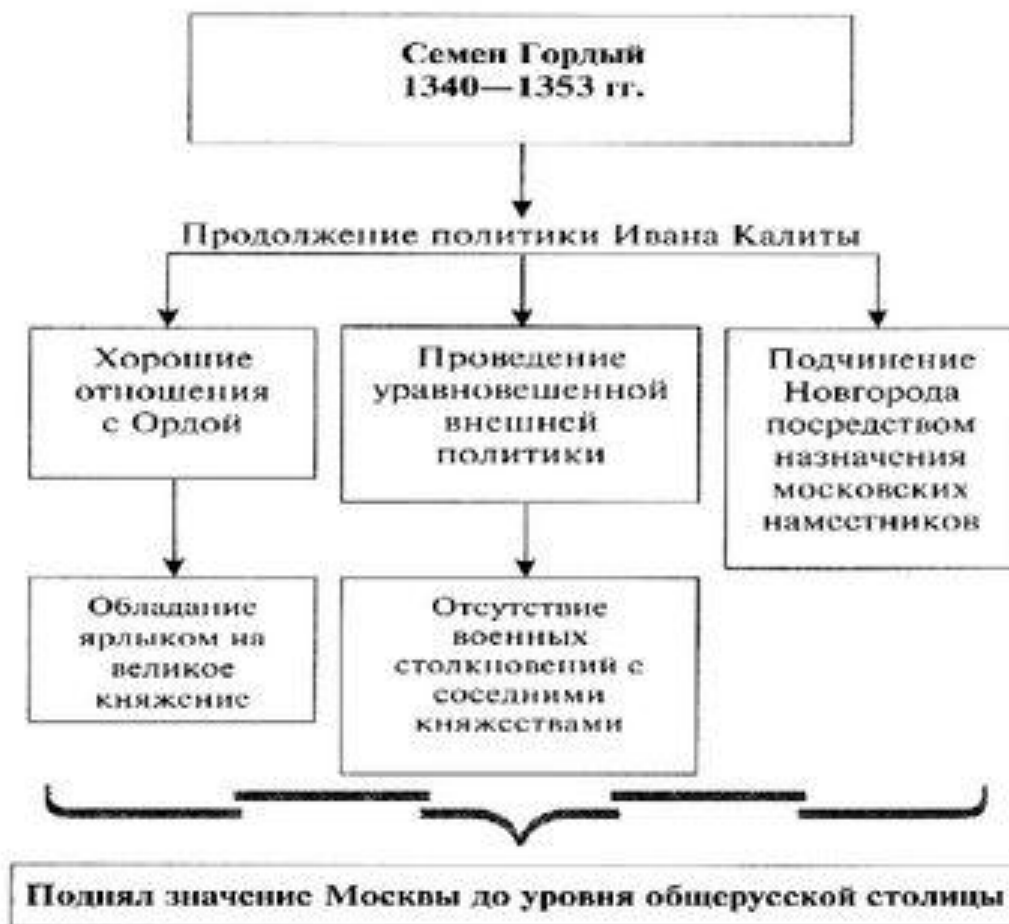 Семен Гордый
1340—1353 гг.
Продолжение политики Ивана Калиты
Хорошие
отношения
с Ордой
Проведение
уравновешенной
внешней
политики
Подчинение
Новгорода
посредством
назначения
московских
наместников
Обладание
ярлыком на
великое
княжение
Отсутствие
военных
столкновений с
соседними
княжествами
Поднял значение Москвы до уровня общерусской столицы